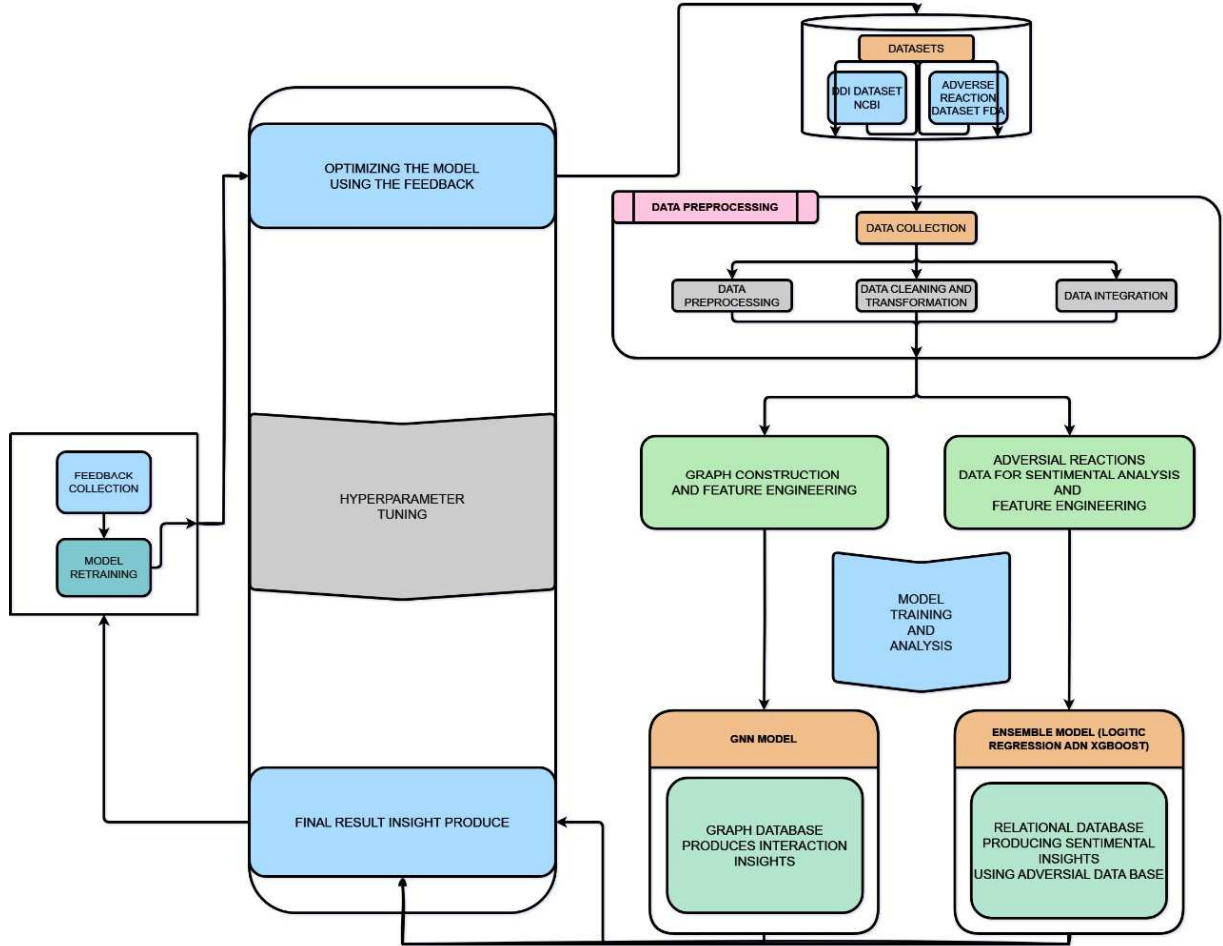 DATASETS
DDI DATASET
NCBI
ADVERSE
REACTION
DATASET FDA
OPTIMIZING THE MODEL
USING THE FEEDBACK
DATA PREPROCESSING
DATA COLLECTION
DATA
PREPROCESSING
DATA CLEANING AND
TRANSFORMATION
DATA INTEGRATION
GRAPH CONSTRUCTION
AND FEATURE ENGINEERING
ADVERSIAL REACTIONS
DATA FOR SENTIMENTAL ANALYSIS
AND
FEATURE ENGINEERING
FEEDBACK
COLLECTION
MODEL
RETRAINING
HYPERPARAMETER
TUNING
MODEL
TRAINING
AND
ANALYSIS
GNN MODEL
GRAPH DATABASE
PRODUCES INTERACTION
INSIGHTS
ENSEMBLE MODEL (LOGITIC
REGRESSION ADN XGBOOST)
RELATIONAL DATABASE
PRODUCING SENTIMENTAL
INSIGHTS
USING ADVERSIAL DATA BASE
FINAL RESULT INSIGHT PRODUCE